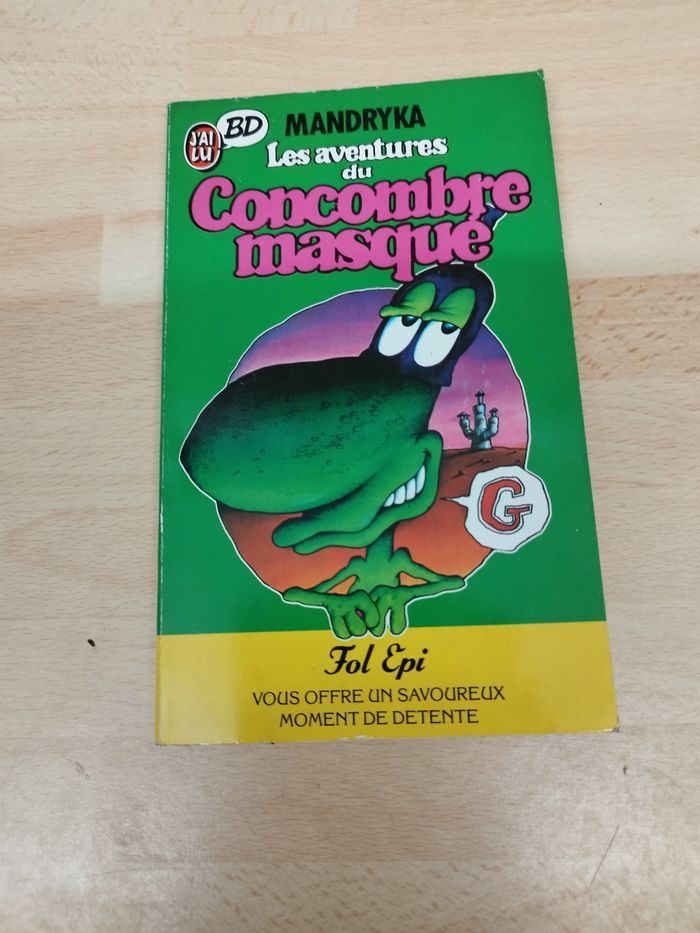 J'AI
LU
BD
MANDRYKA
Les aventures
du
Concombre
masqué
G
Fol Epi
VOUS OFFRE UN SAVOUREUX
MOMENT DE DETENTE